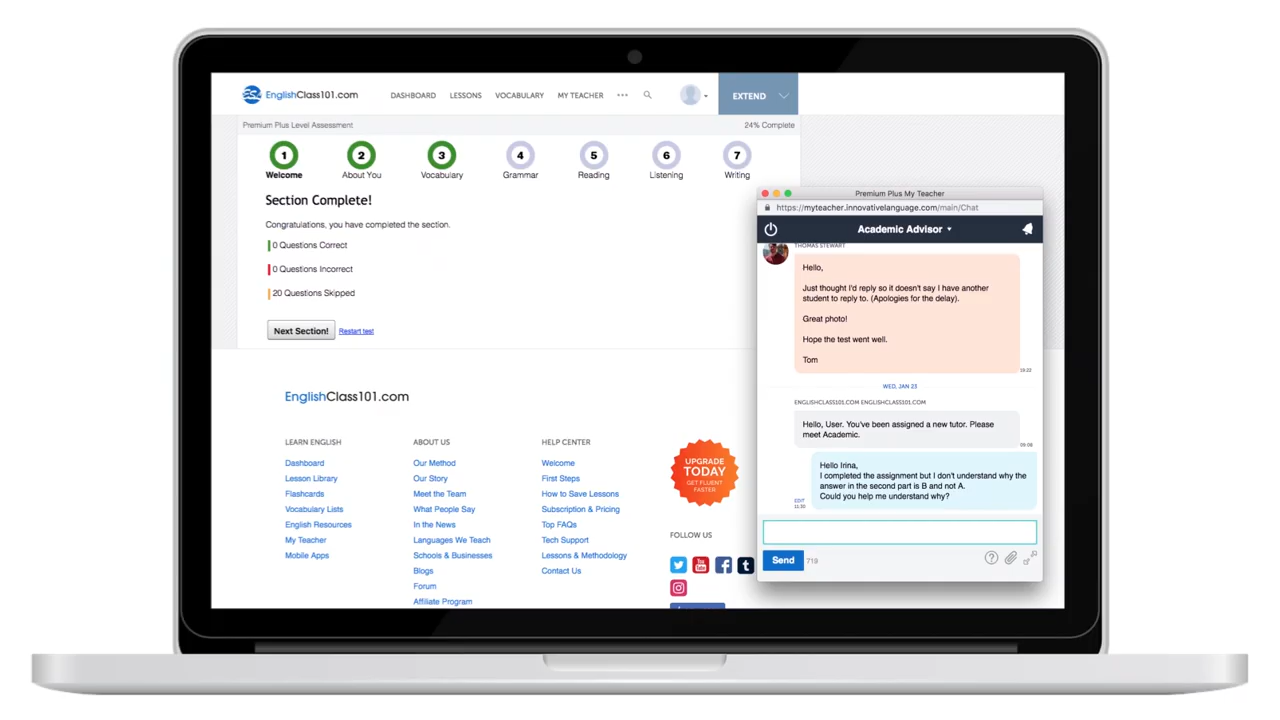 EnglishClass101.com
DASHBOARD LESSONS VOCABULARY MY TEACHER ••• EXTEND
Premium Plus Level Assessment 24% Complete
1 2 3 4 5 6 7
Welcome About You Vocabulary Grammar Reading Listening Writing
Section Complete!
Congratulations, you have completed the section.
0 Questions Correct
0 Questions Incorrect
20 Questions Skipped
Next Section! Restart test
EnglishClass101.com
LEARN ENGLISH
Dashboard
Lesson Library
Flashcards
Vocabulary Lists
English Resources
My Teacher
Mobile Apps
ABOUT US
Our Method
Our Story
Meet the Team
What People Say
In the News
Languages We Teach
Schools & Businesses
Blogs
Forum
Affiliate Program
HELP CENTER
Welcome
First Steps
How to Save Lessons
Subscription & Pricing
Top FAQs
Tech Support
Lessons & Methodology
Contact Us
UPGRADE
TODAY
GET FLUENT
FASTER
FOLLOW US
You
Tube
f
t
Premium Plus My Teacher
https://myteacher.innovativelanguage.com/main/Chat
Academic Advisor
THOMAS STEWART
Hello,
Just thought I'd reply so it doesn't say I have another
student to reply to. (Apologies for the delay).
Great photo!
Hope the test went well.
Tom
19:22
WED, JAN 23
ENGLISHCLASS101.COM ENGLISHCLASS101.COM
Hello, User. You've been assigned a new tutor. Please
meet Academic.
09:08
Hello Irina,
I completed the assignment but I don't understand why the
answer in the second part is B and not A.
Could you help me understand why?
EDIT
11:30
Send 719
?